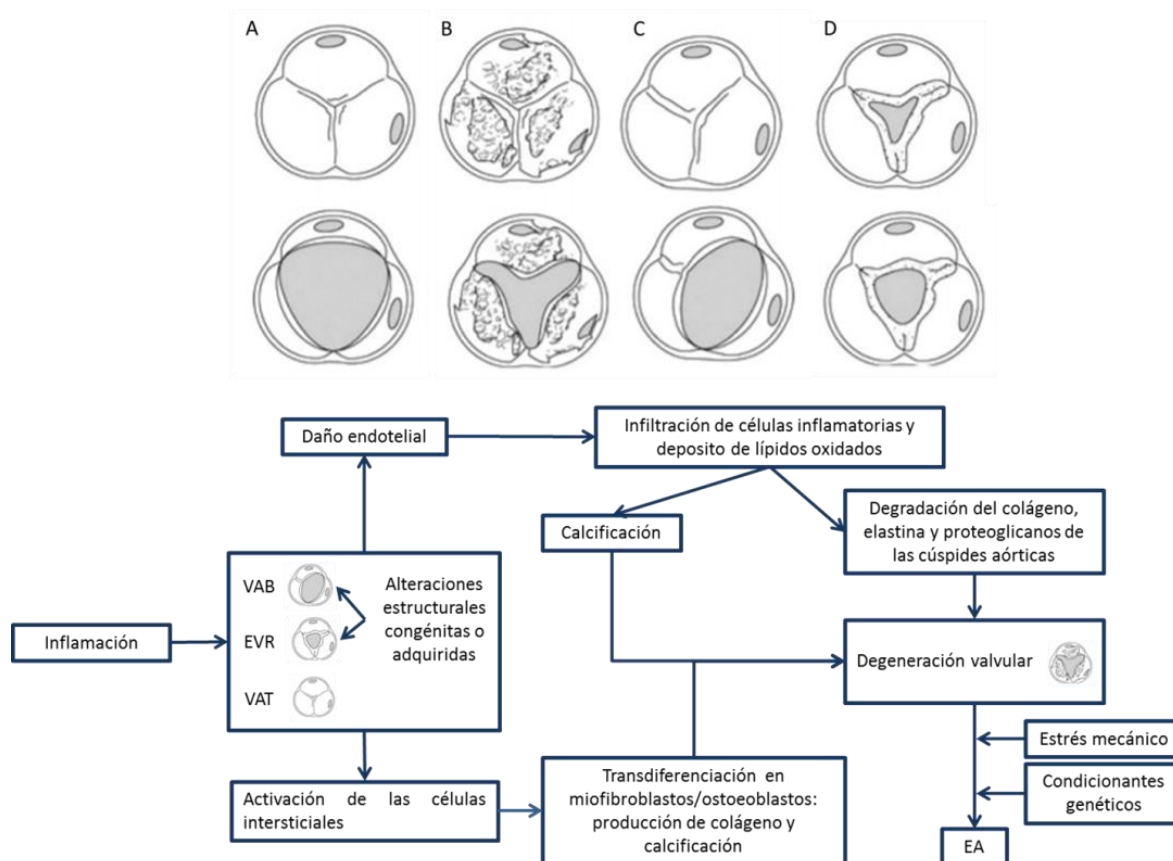 A
B
C
D
Daño endotelial
Infiltración de células inflamatorias y
deposito de lípidos oxidados
Calcificación
Degradación del colágeno,
elastina y proteoglicanos de
las cúspides aórticas
VAB
EVR
VAT
Alteraciones
estructurales
congénitas o
adquiridas
Inflamación
Degeneración valvular
Estrés mecánico
Condicionantes
genéticos
Activación de las células
intersticiales
Transdiferenciación en
miofibroblastos/ostoeoblastos:
producción de colágeno y
calcificación
EA